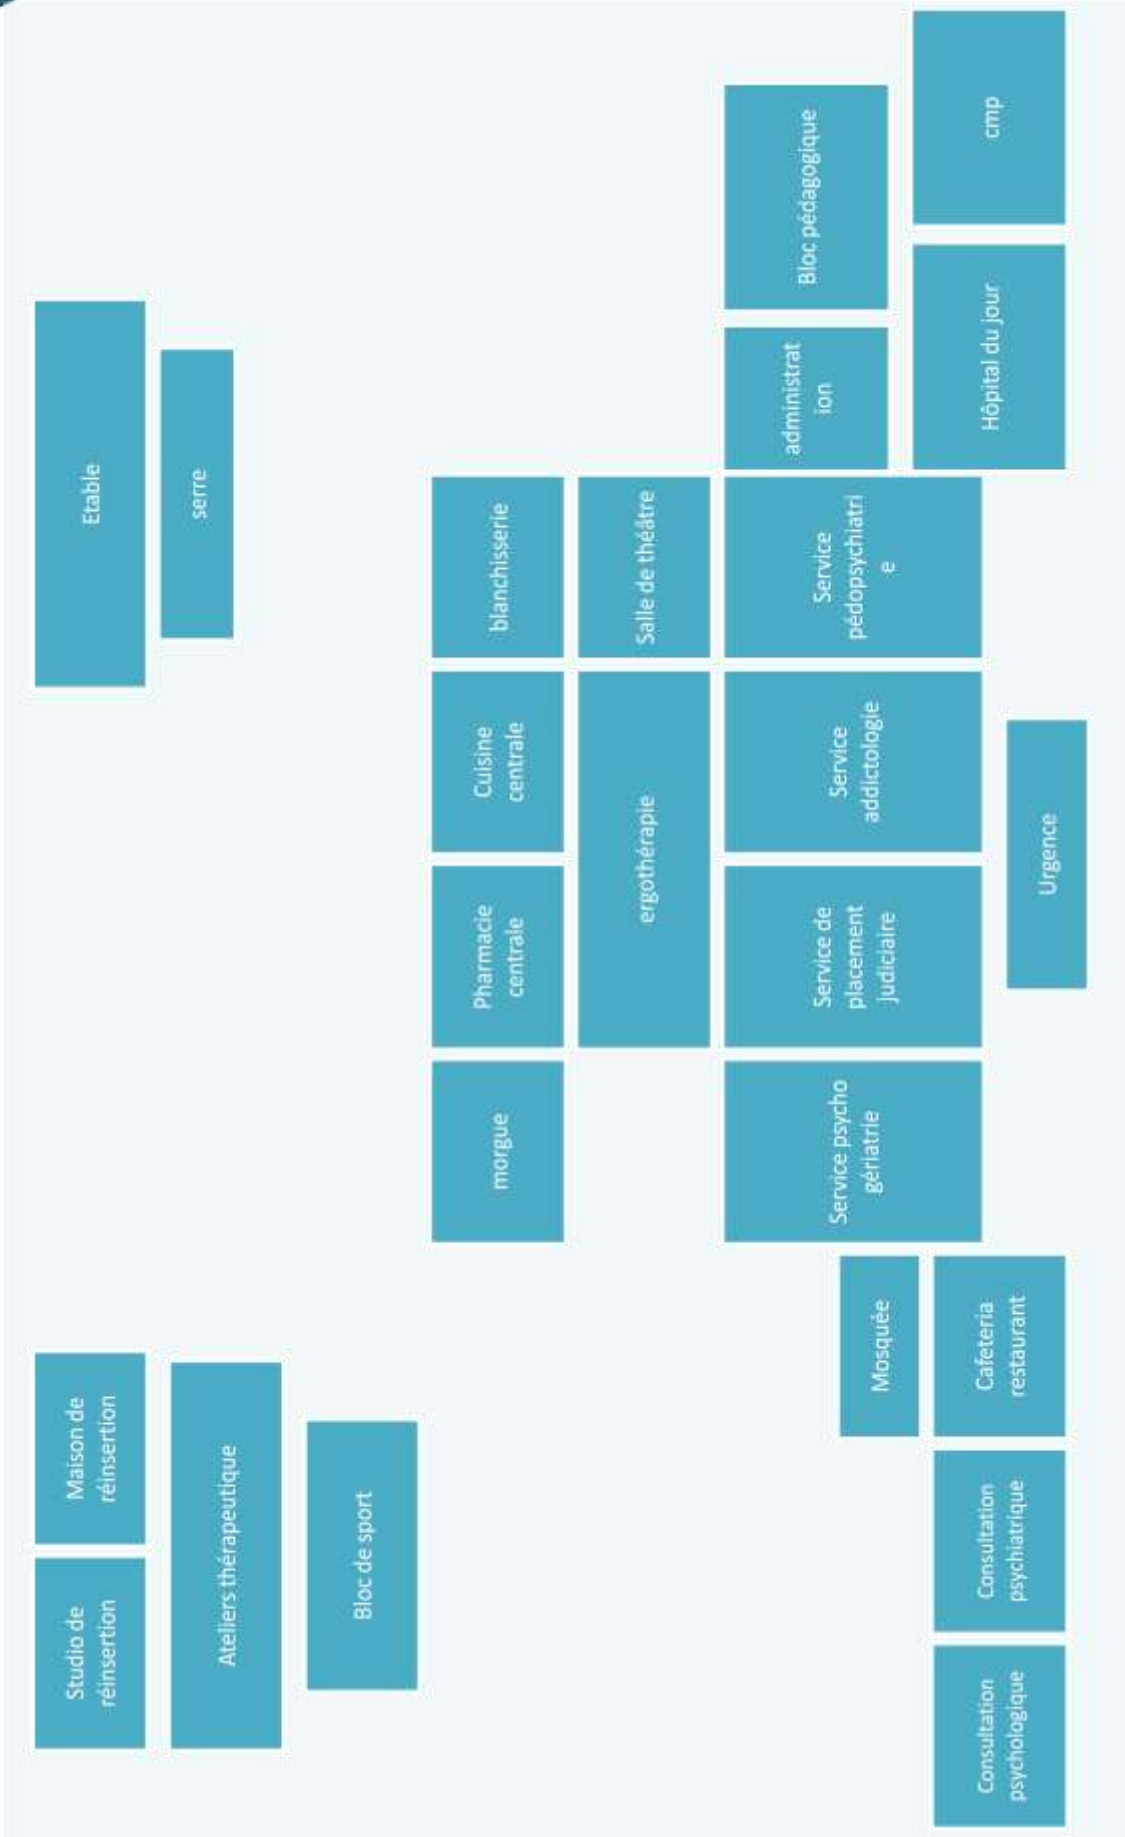 Studio de
réinsertion
Maison de
réinsertion
Etable
Ateliers thérapeutique
serre
Bloc de sport
morgue
Pharmacie
centrale
Cuisine
centrale
blanchisserie
ergothérapie
Salle de théâtre
Service psycho
gériatrie
Service de
placement
judiciaire
Service
addictologie
Service
pédopsychiatri
e
administrat
ion
Bloc pédagogique
Mosquée
Consultation
psychologique
Consultation
psychiatrique
Cafeteria
restaurant
Hôpital du jour
cmp
Urgence